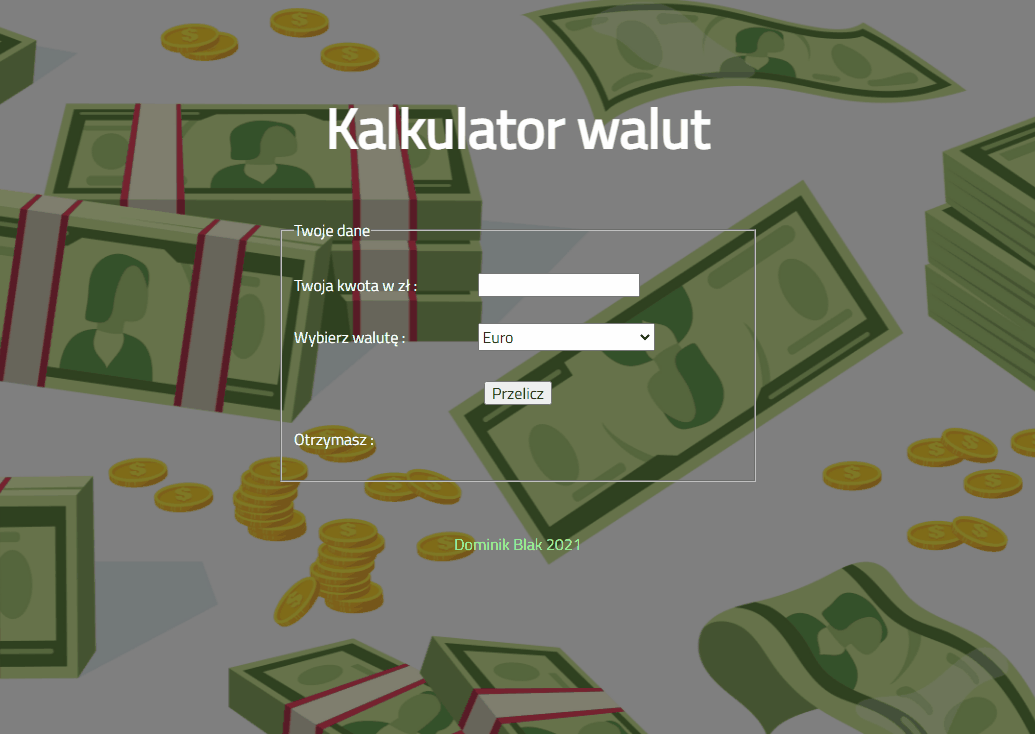 Kalkulator walut
Twoje dane
Twoja kwota w zł :
Wybierz walutę :
Euro
Przelicz
Otrzymasz :
Dominik Blak 2021